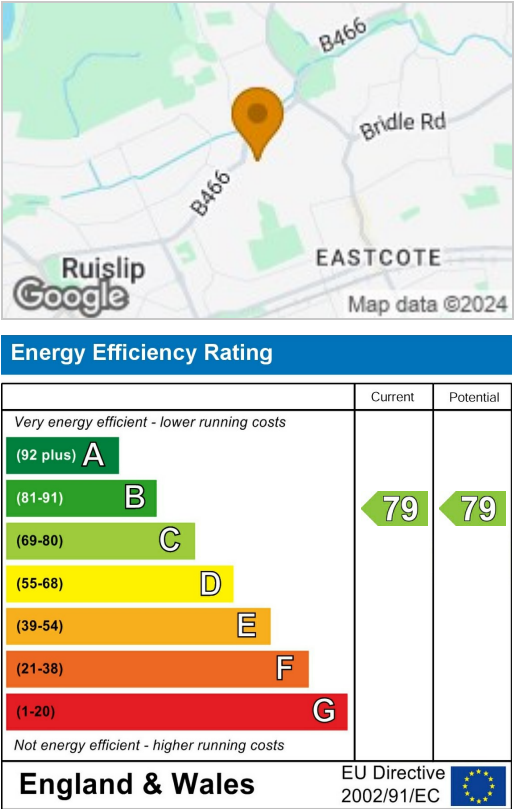 B466
Bridle Rd
B466
EASTCOTE
Ruislip
Google
Map data ©2024
Energy Efficiency Rating
Current Potential
Very energy efficient - lower running costs
(92 plus) A
(81-91) B
79 79
(69-80) C
(55-68) D
(39-54) E
(21-38) F
(1-20) G
Not energy efficient - higher running costs
England & Wales
EU Directive
2002/91/EC